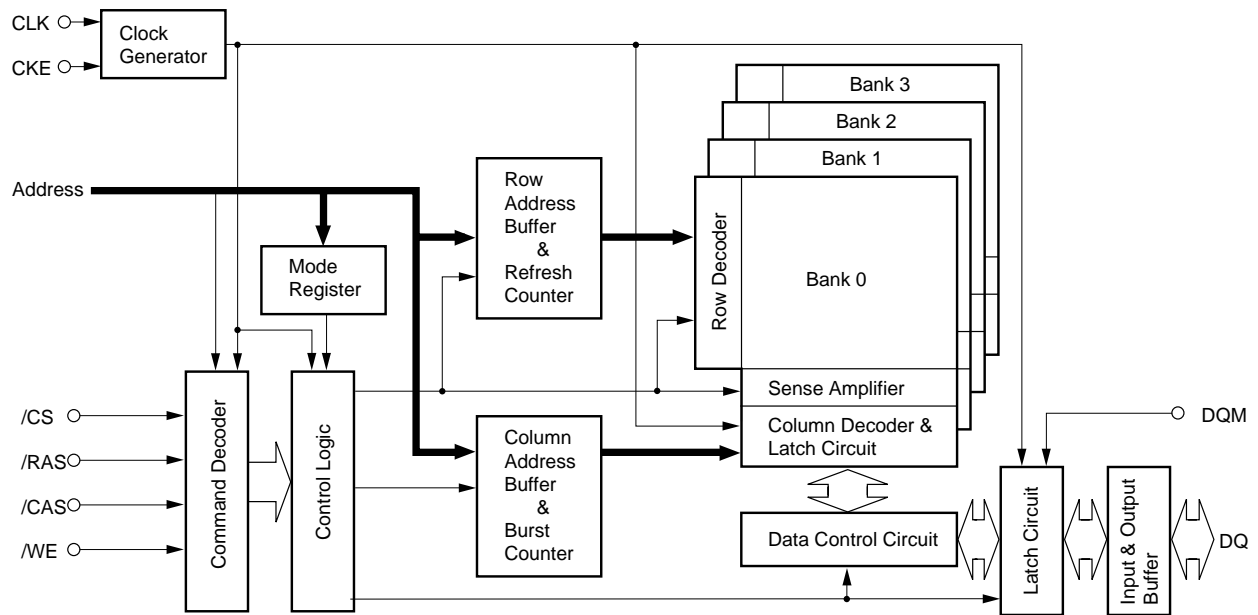 CLK
CKE
Clock
Generator
Bank 3
Bank 2
Bank 1
Address
Row
Address
Buffer
&
Refresh
Counter
Row Decoder
Bank 0
Mode
Register
Sense Amplifier
Column Decoder &
Latch Circuit
/CS
/RAS
/CAS
/WE
Command Decoder
Control Logic
Column
Address
Buffer
&
Burst
Counter
DQM
Data Control Circuit
Latch Circuit
Input & Output
Buffer
DQ